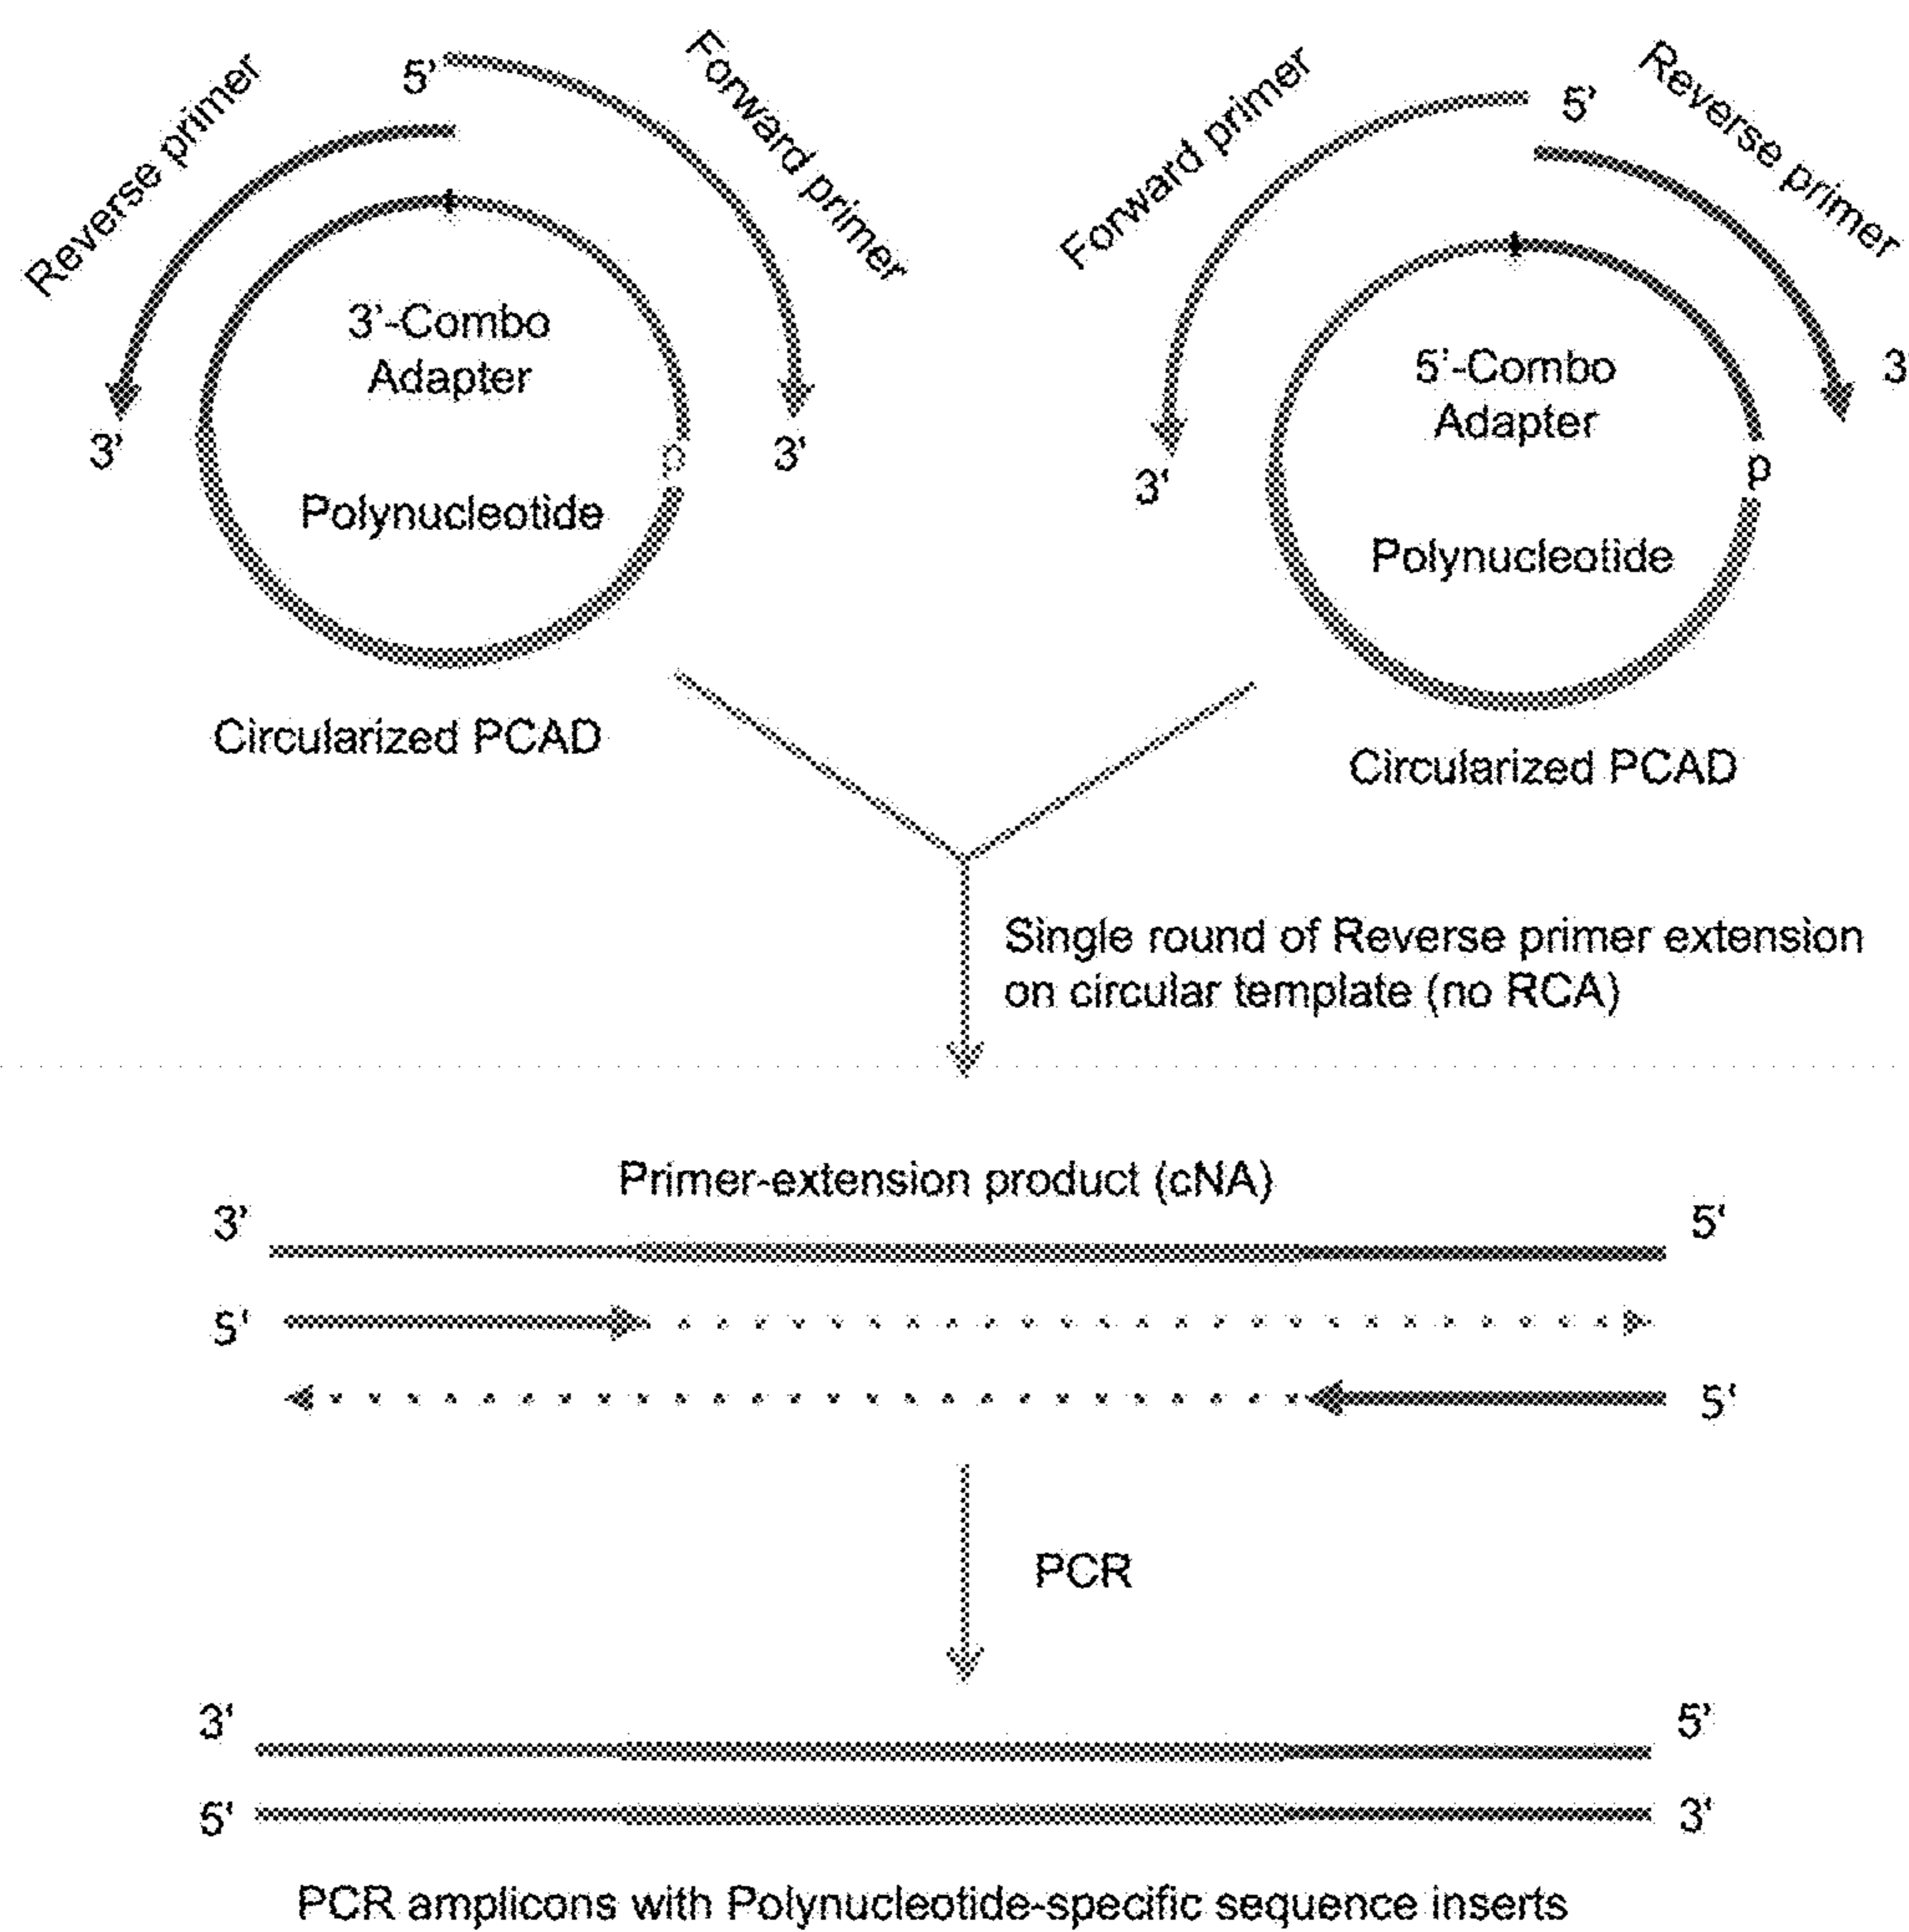 Reverse primer
5'
Forward primer
3'-Combo
Adapter
Polynucleotide
p
3'
3'
Circularized PCAD
Forward primer
5'
Reverse primer
5'-Combo
Adapter
Polynucleotide
p
3'
3'
Circularized PCAD
Single round of Reverse primer extension
on circular template (no RCA)
Primer-extension product (cNA)
3' 5'
5'
5'
PCR
3' 5'
5' 3'
PCR amplicons with Polynucleotide-specific sequence inserts